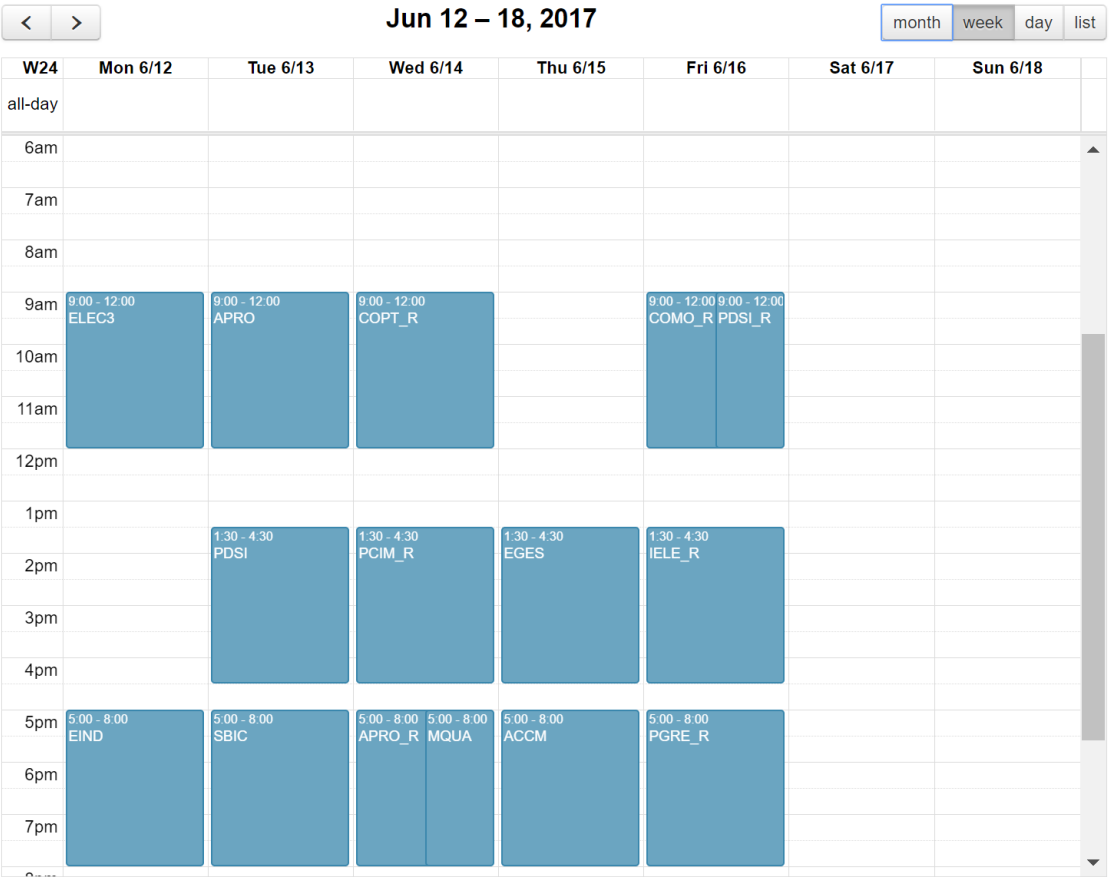 Jun 12 – 18, 2017
month week day list
W24 Mon 6/12 Tue 6/13 Wed 6/14 Thu 6/15 Fri 6/16 Sat 6/17 Sun 6/18
all-day
6am
7am
8am
9am
9:00 - 12:00 9:00 - 12:00 9:00 - 12:00 9:00 - 12:00 9:00 - 12:00
ELEC3 APRO COPT_R COMO_R PDSI_R
10am
11am
12pm
1pm
1:30 - 4:30 1:30 - 4:30 1:30 - 4:30 1:30 - 4:30
PDSI PCIM_R EGES IELE_R
2pm
3pm
4pm
5pm
5:00 - 8:00 5:00 - 8:00 5:00 - 8:00 5:00 - 8:00 5:00 - 8:00 5:00 - 8:00
EIND SBIC APRO_R MQUA ACCM PGRE_R
6pm
7pm